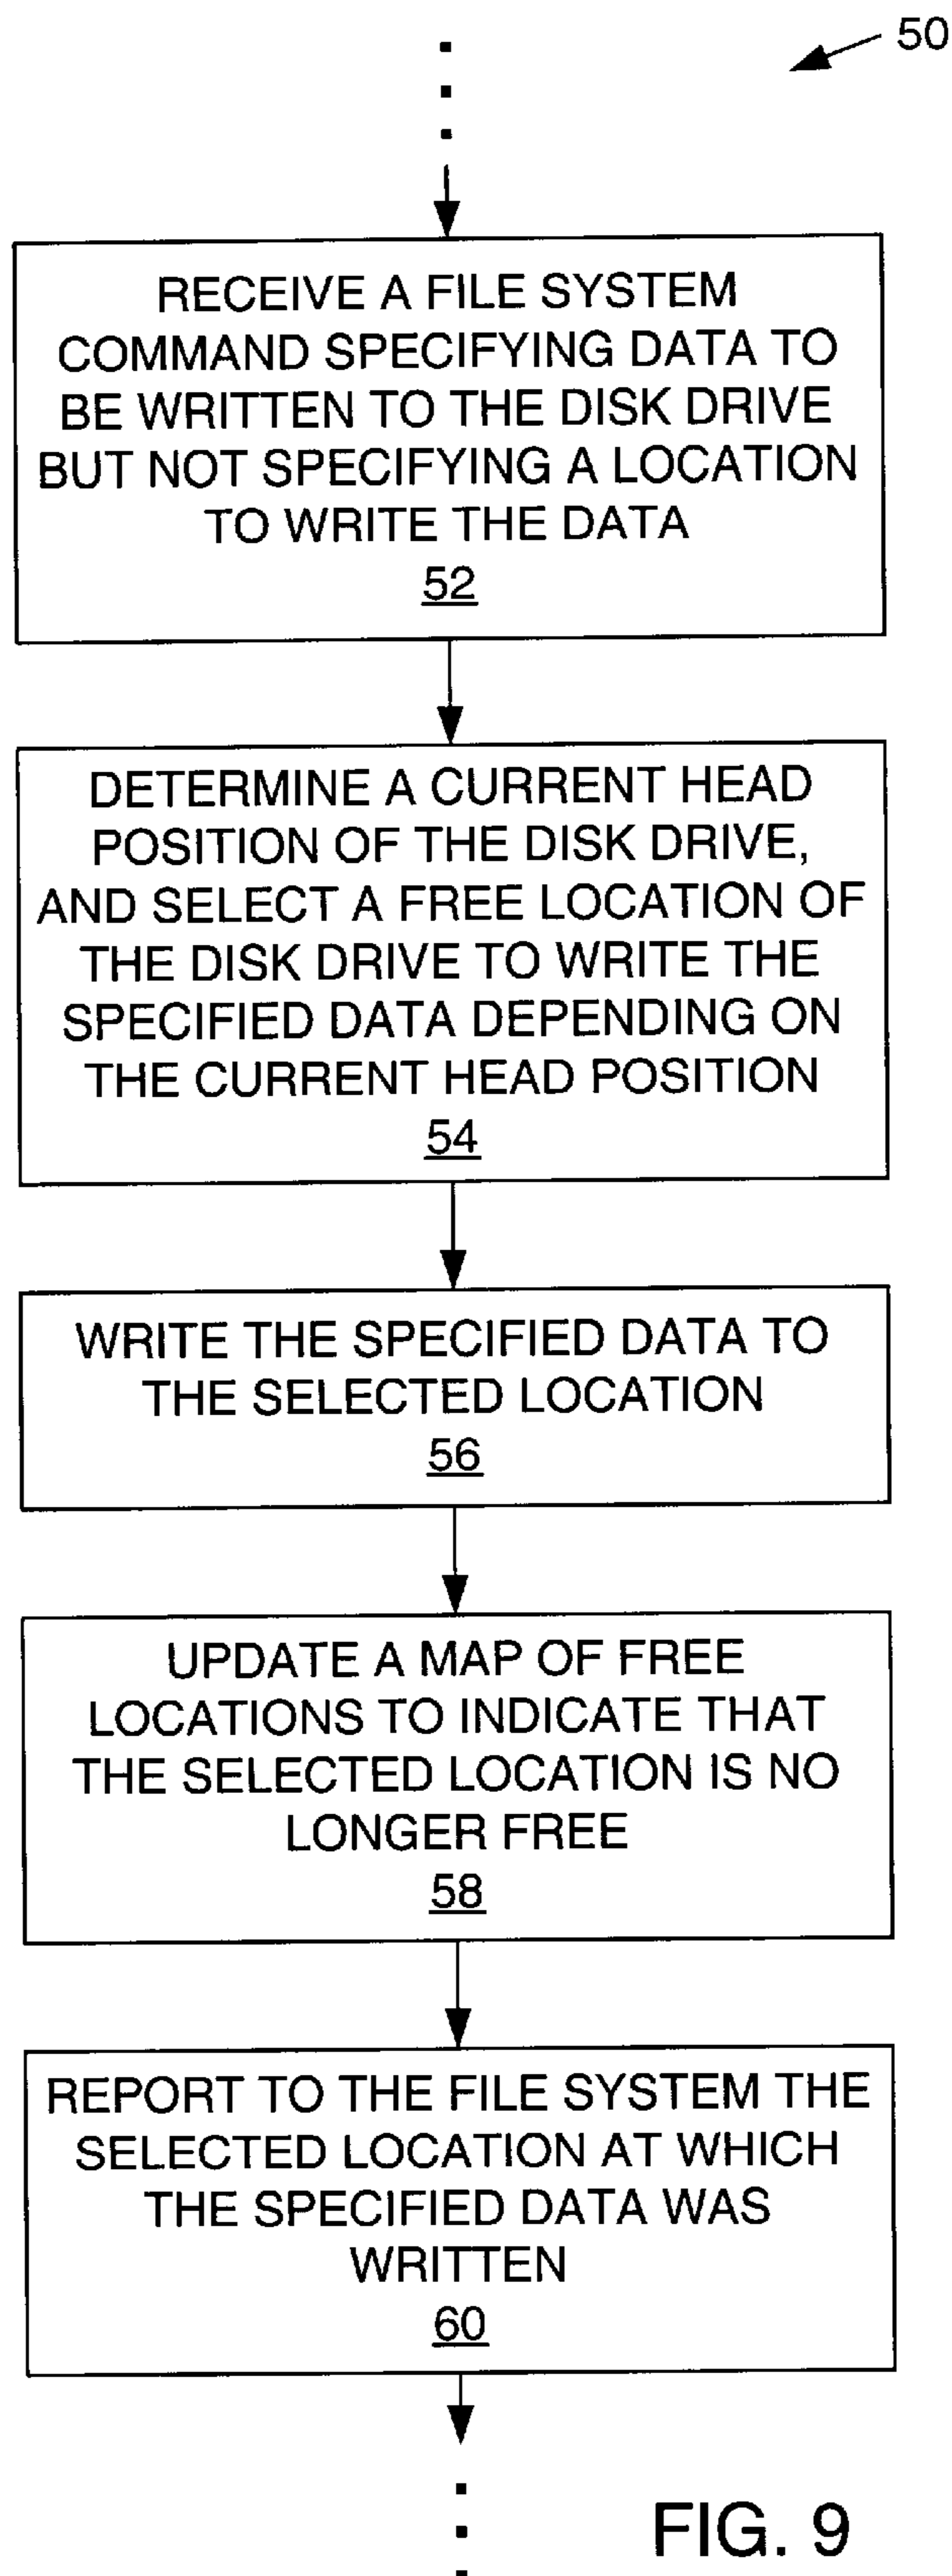 50
RECEIVE A FILE SYSTEM
COMMAND SPECIFYING DATA TO
BE WRITTEN TO THE DISK DRIVE
BUT NOT SPECIFYING A LOCATION
TO WRITE THE DATA
52
DETERMINE A CURRENT HEAD
POSITION OF THE DISK DRIVE,
AND SELECT A FREE LOCATION OF
THE DISK DRIVE TO WRITE THE
SPECIFIED DATA DEPENDING ON
THE CURRENT HEAD POSITION
54
WRITE THE SPECIFIED DATA TO
THE SELECTED LOCATION
56
UPDATE A MAP OF FREE
LOCATIONS TO INDICATE THAT
THE SELECTED LOCATION IS NO
LONGER FREE
58
REPORT TO THE FILE SYSTEM THE
SELECTED LOCATION AT WHICH
THE SPECIFIED DATA WAS
WRITTEN
60
FIG. 9